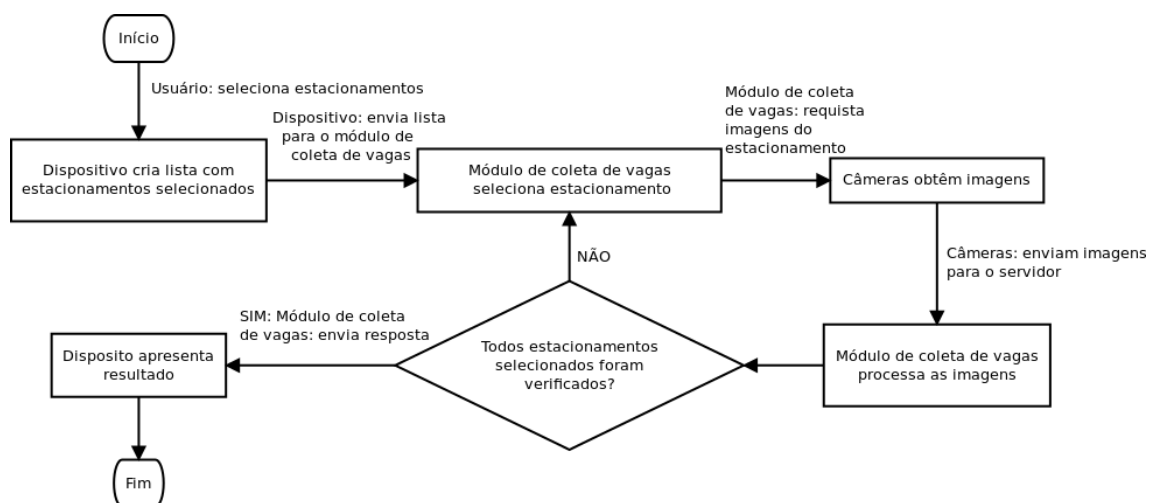 Início
Usuário: seleciona estacionamentos
Dispositivo cria lista com
estacionamentos selecionados
Dispositivo: envia lista
para o módulo de
coleta de vagas
Módulo de coleta de vagas
seleciona estacionamento
Módulo de coleta
de vagas: requista
imagens do
estacionamento
Câmeras obtêm imagens
Câmeras: enviam imagens
para o servidor
Módulo de coleta de vagas
processa as imagens
Todos estacionamentos
selecionados foram
verificados?
NÃO
SIM: Módulo de coleta
de vagas: envia resposta
Disposito apresenta
resultado
Fim